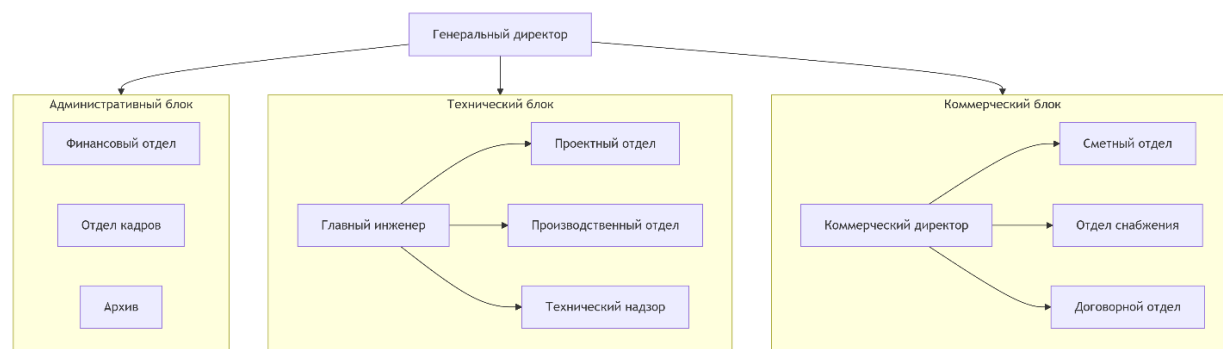 Генеральный директор
Административный блок
Финансовый отдел
Отдел кадров
Архив
Технический блок
Главный инженер
Проектный отдел
Производственный отдел
Технический надзор
Коммерческий блок
Коммерческий директор
Сметный отдел
Отдел снабжения
Договорной отдел